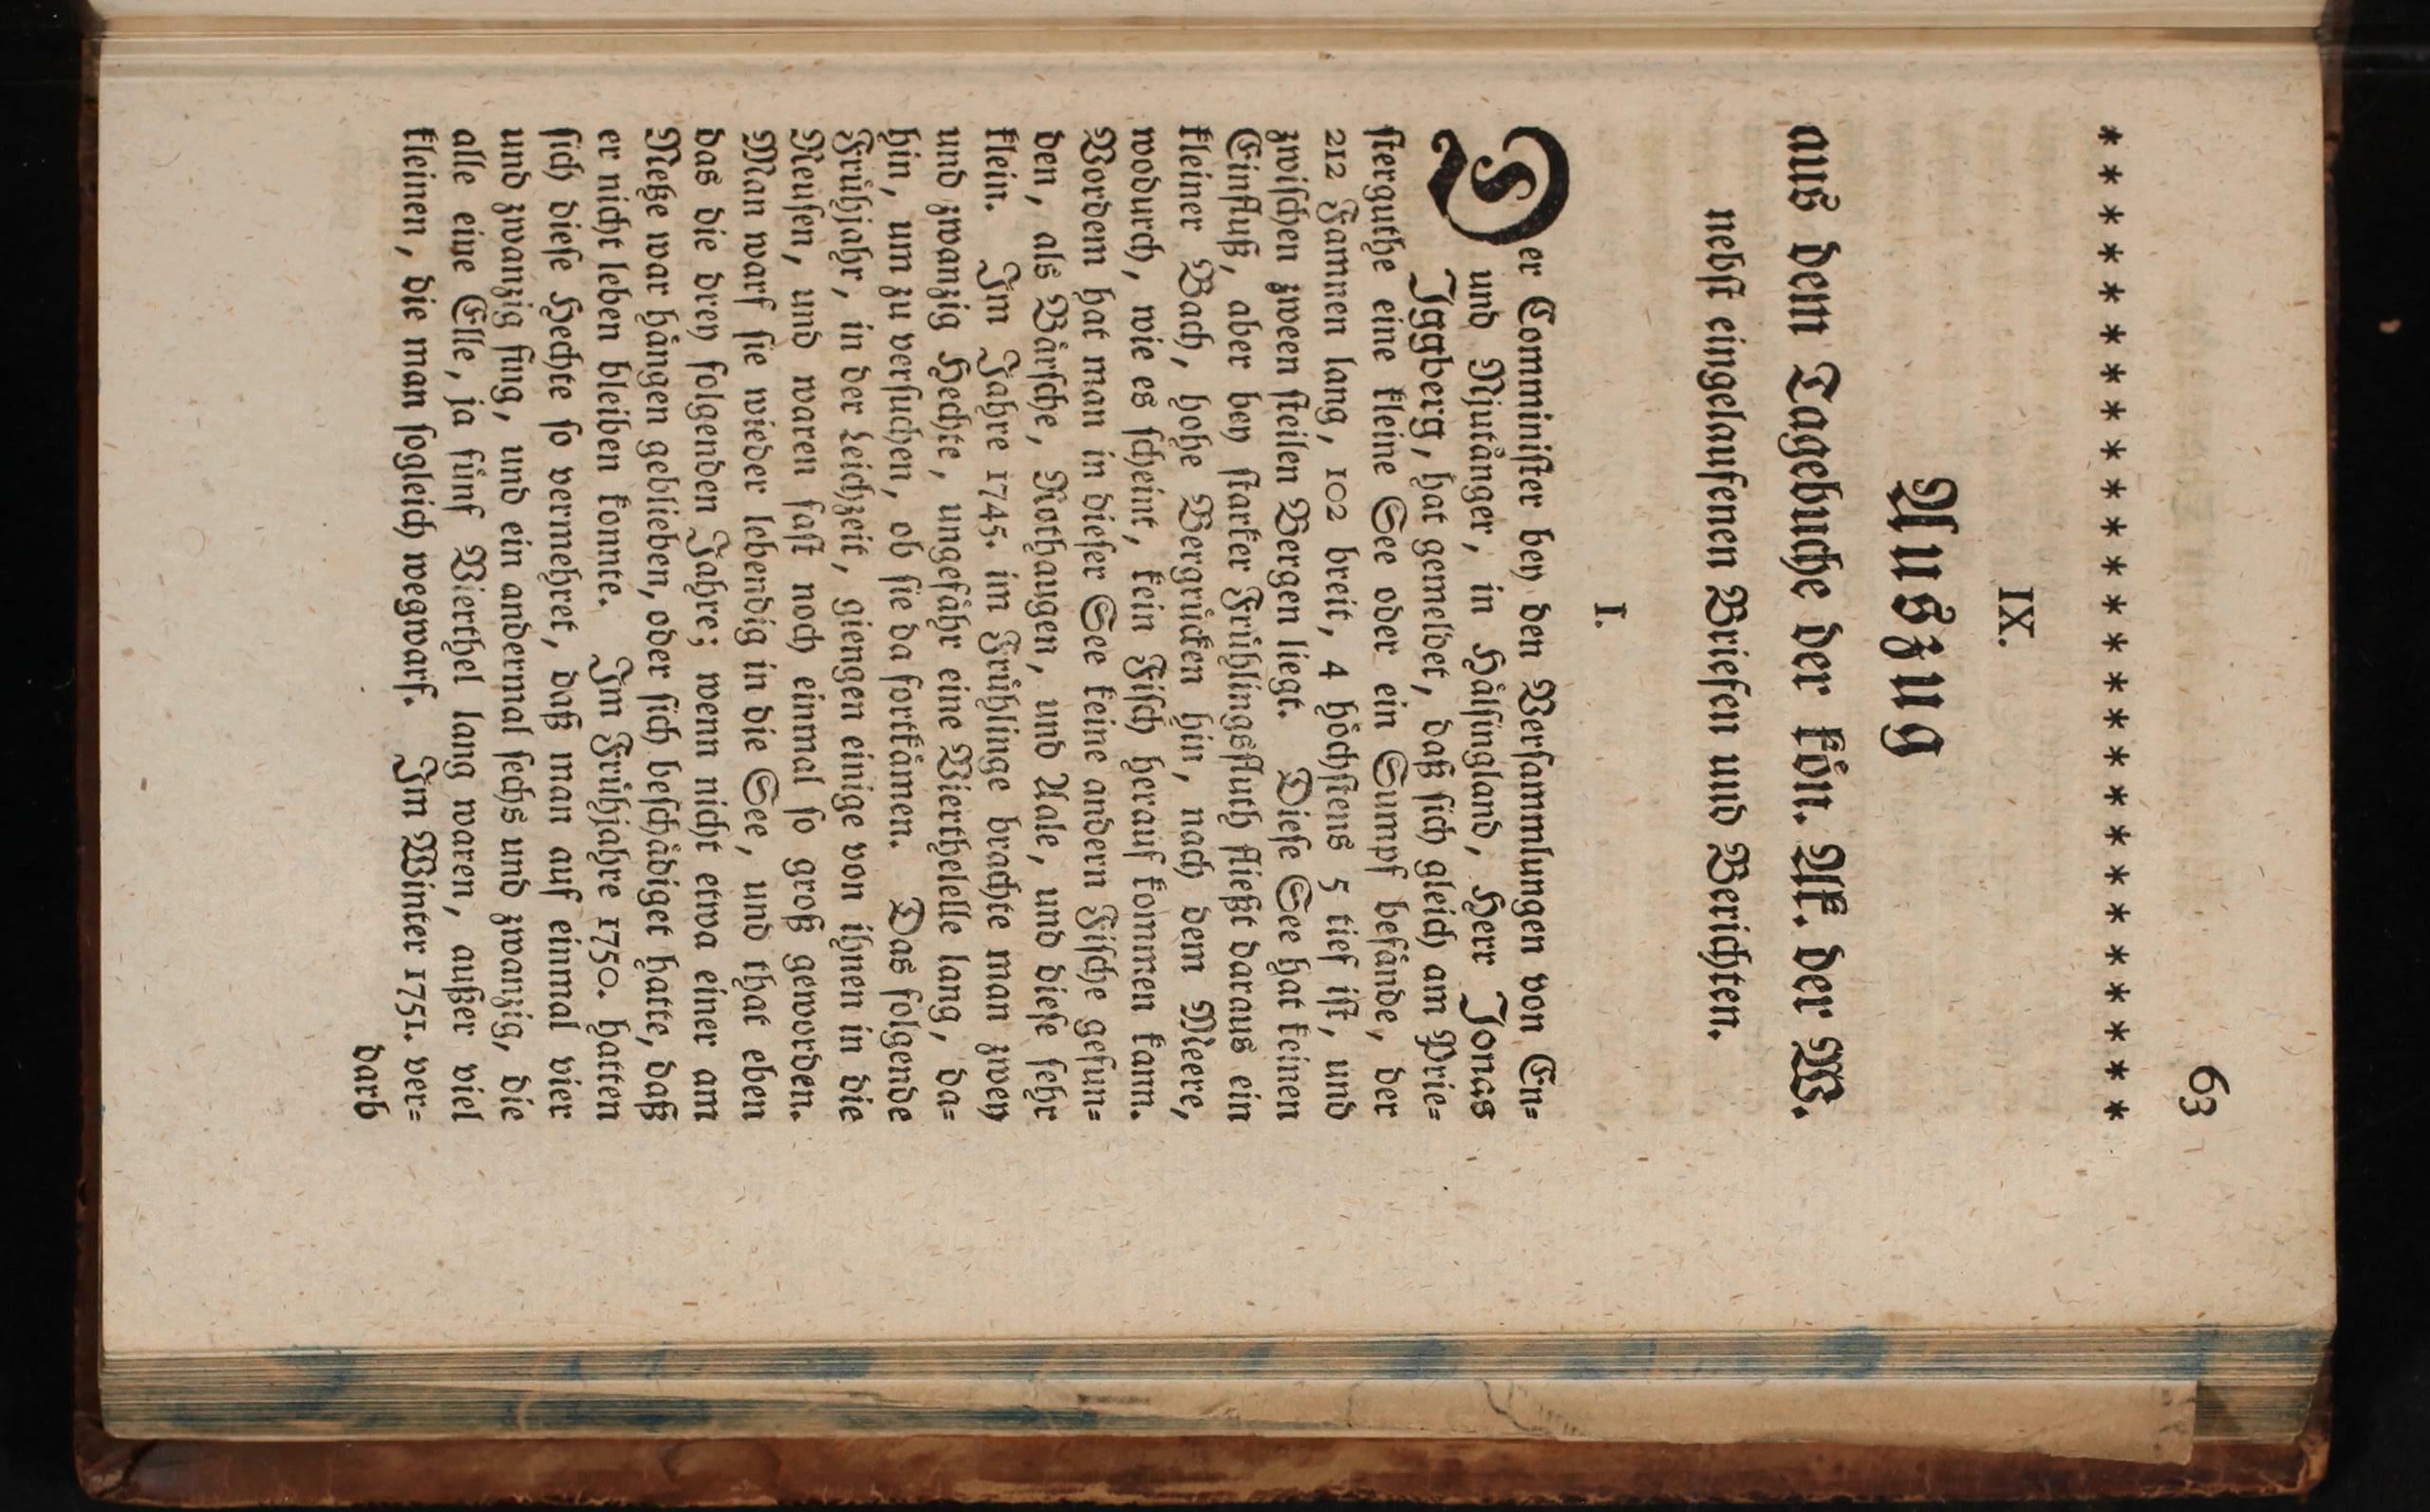 63
* * * * * * * * * * * * * * * * * * * * * * * * * *
IX.
Auszug
aus dem Tagebuche der kön. Ak. der W.
nebst eingelaufenen Briefen und Berichten.
I.
Der Comminister bey den Versammlungen von En-
und Njutånger, in Hälsingland, Herr Jonas
Iggberg, hat gemeldet, daß sich gleich am Prie-
sterguthe eine kleine See oder ein Sumpf befände, der
212 Famnen lang, 102 breit, 4 höchstens 5 tief ist, und
zwischen zween steilen Bergen liegt. Diese See hat keinen
Einfluß, aber bey starker Frühlingsfluth fließt daraus ein
kleiner Bach, hohe Bergrücken hin, nach dem Meere,
wodurch, wie es scheint, kein Fisch herauf kommen kann.
Vordem hat man in dieser See keine andern Fische gefun-
den, als Bärsche, Rothaugen, und Aale, und diese sehr
klein. Im Jahre 1745. im Frühlinge brachte man zwey
und zwanzig Hechte, ungefähr eine Viertheleelle lang, da-
hin, um zu versuchen, ob sie da fortkämen. Das folgende
Frühjahr, in der Leichzeit, giengen einige von ihnen in die
Reusen, und waren fast noch einmal so groß geworden.
Man warf sie wieder lebendig in die See, und that eben
das die drey folgenden Jahre; wenn nicht etwa einer am
Netze war hängen geblieben, oder sich beschädiget hatte, daß
er nicht leben bleiben konnte. Im Frühjahre 1750. hatten
sich diese Hechte so vermehret, daß man auf einmal vier
und zwanzig fing, und ein andermal sechs und zwanzig, die
alle eine Elle, ja fünf Vierthel lang waren, außer viel
kleinen, die man sogleich wegwarf. Im Winter 1751. ver-
darb